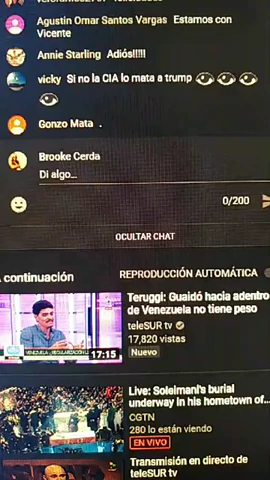 Agustin Omar Santos Vargas Estamos con
Vicente
Annie Starling Adiós!!!!!
vicky Si no la CIA lo mata a trump
Gonzo Mata .
Brooke Cerda
Di algo...
0/200
OCULTAR CHAT
continuación
REPRODUCCIÓN AUTOMÁTICA
Teruggi: Guaidó hacia adentro
de Venezuela no tiene peso
teleSUR tv
17,820 vistas
Nuevo
17:15
Live: Soleimani's burial
underway in his hometown of...
CGTN
280 lo están viendo
EN VIVO
Transmisión en directo de
teleSUR tv